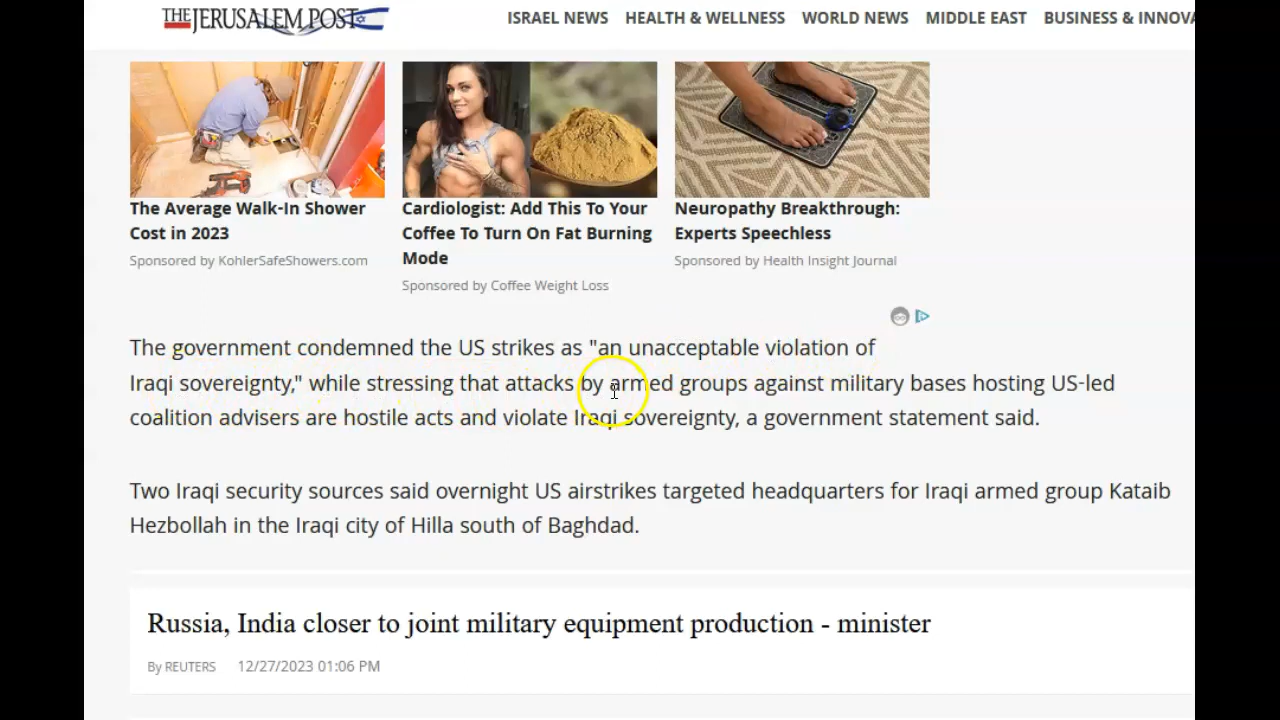 THE JERUSALEM POST
ISRAEL NEWS HEALTH & WELLNESS WORLD NEWS MIDDLE EAST BUSINESS & INNOVA
The Average Walk-In Shower
Cost in 2023
Sponsored by KohlerSafeShowers.com
Cardiologist: Add This To Your
Coffee To Turn On Fat Burning
Mode
Sponsored by Coffee Weight Loss
Neuropathy Breakthrough:
Experts Speechless
Sponsored by Health Insight Journal
The government condemned the US strikes as "an unacceptable violation of
Iraqi sovereignty," while stressing that attacks by armed groups against military bases hosting US-led
coalition advisers are hostile acts and violate Iraqi sovereignty, a government statement said.
Two Iraqi security sources said overnight US airstrikes targeted headquarters for Iraqi armed group Kataib
Hezbollah in the Iraqi city of Hilla south of Baghdad.
Russia, India closer to joint military equipment production - minister
By REUTERS 12/27/2023 01:06 PM